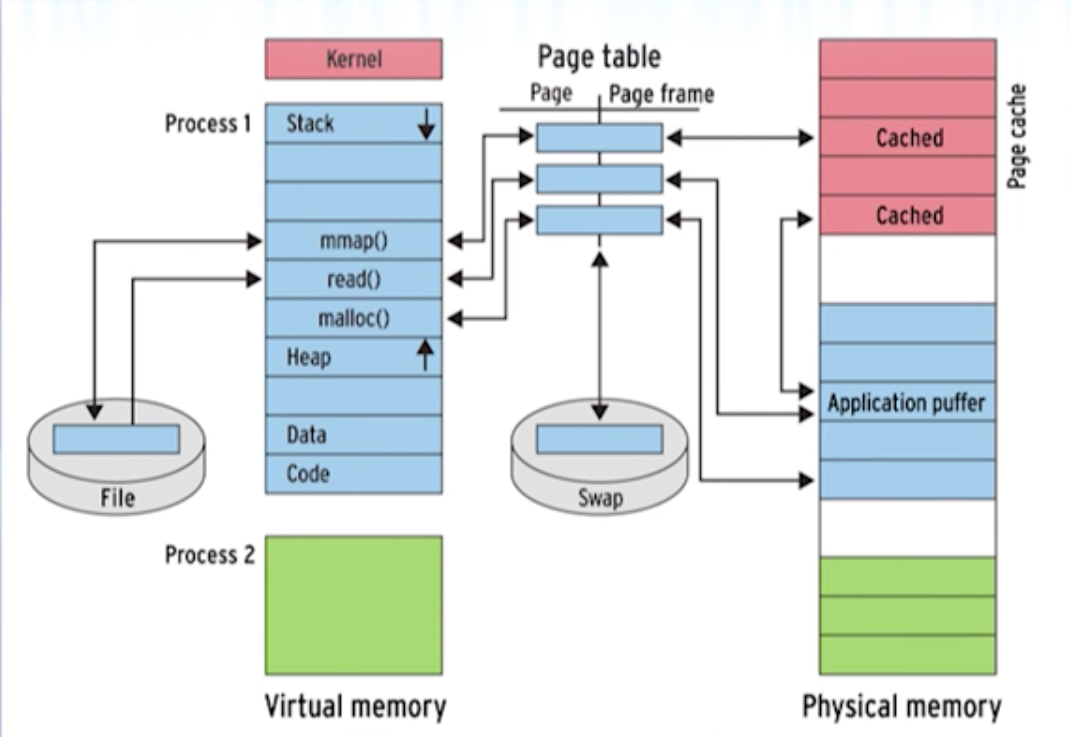 Kernel
Page table
Page
Page frame
Process 1
Stack
Cached
Page cache
Cached
mmap()
read()
malloc()
Heap
Application puffer
Data
Code
File
Swap
Process 2
Virtual memory
Physical memory